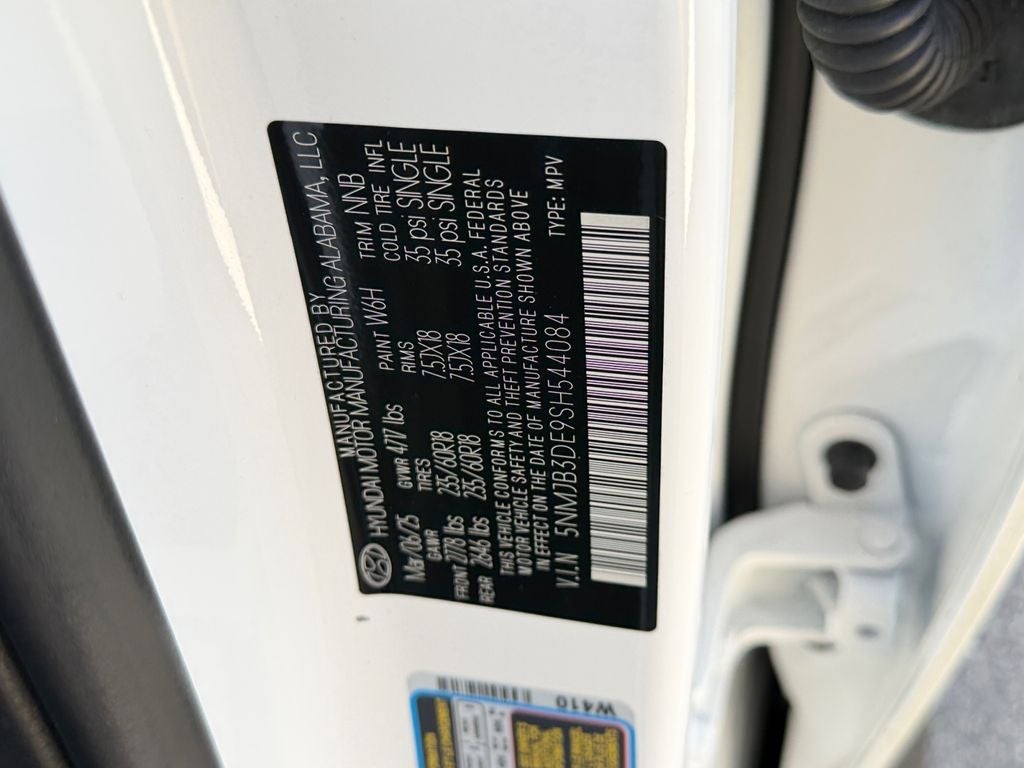 MANUFACTURED BY
HYUNDAI MOTOR MANUFACTURING ALABAMA, LLC
Mar/06/25 GVWR 4717 lbs PAINT W6H TRIM NNB
GAWR TIRES RIMS COLD TIRE INFL
FRONT 2778 lbs 235/60R18 7.5JX18 35 psi SINGLE
REAR 2646 lbs 235/60R18 7.5JX18 35 psi SINGLE
THIS VEHICLE CONFORMS TO ALL APPLICABLE U.S.A. FEDERAL
MOTOR VEHICLE SAFETY AND THEFT PREVENTION STANDARDS
IN EFFECT ON THE DATE OF MANUFACTURE SHOWN ABOVE
V.I.N 5NMJB3DE9SH544084 TYPE: MPV
W410